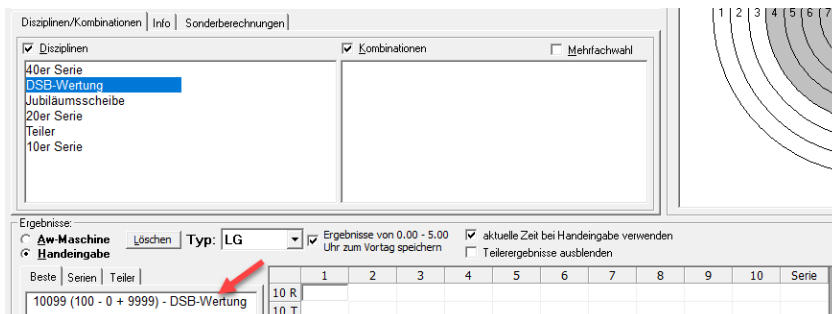 Disziplinen/Kombinationen Info Sonderberechnungen
1 2 3 4 5 6 7
Disziplinen Kombinationen Mehrfachwahl
40er Serie
DSB-Wertung
Jubiläumsscheibe
20er Serie
Teiler
10er Serie
Ergebnisse:
Aw-Maschine Löschen Typ: LG Ergebnisse von 0.00 - 5.00 aktuelle Zeit bei Handeingabe verwenden
Handeingabe Uhr zum Vortag speichern Teilerergebnisse ausblenden
Beste Serien Teiler 1 2 3 4 5 6 7 8 9 10 Serie
10099 (100 - 0 + 9999) - DSB-Wertung 10 R
10 T